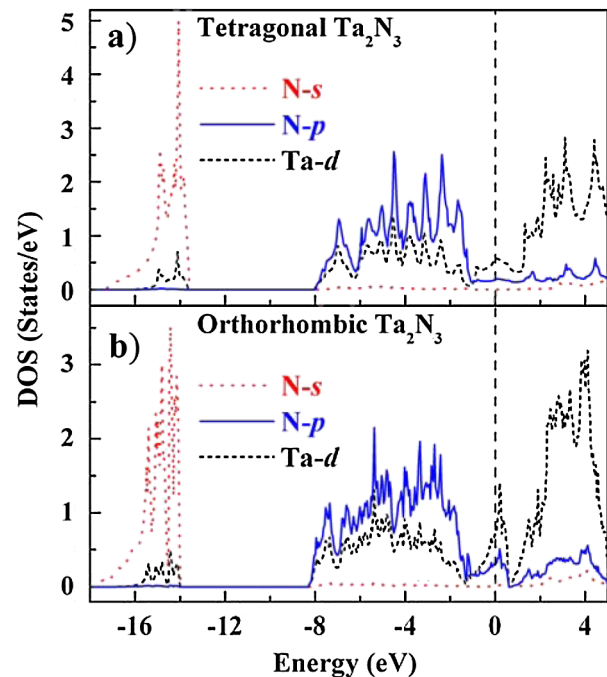 a) Tetragonal Ta₂N₃
N-s
N-p
Ta-d
5
4
3
2
1
0
b) Orthorhombic Ta₂N₃
N-s
N-p
Ta-d
3
2
1
0
DOS (States/eV)
-16 -12 -8 -4 0 4
Energy (eV)